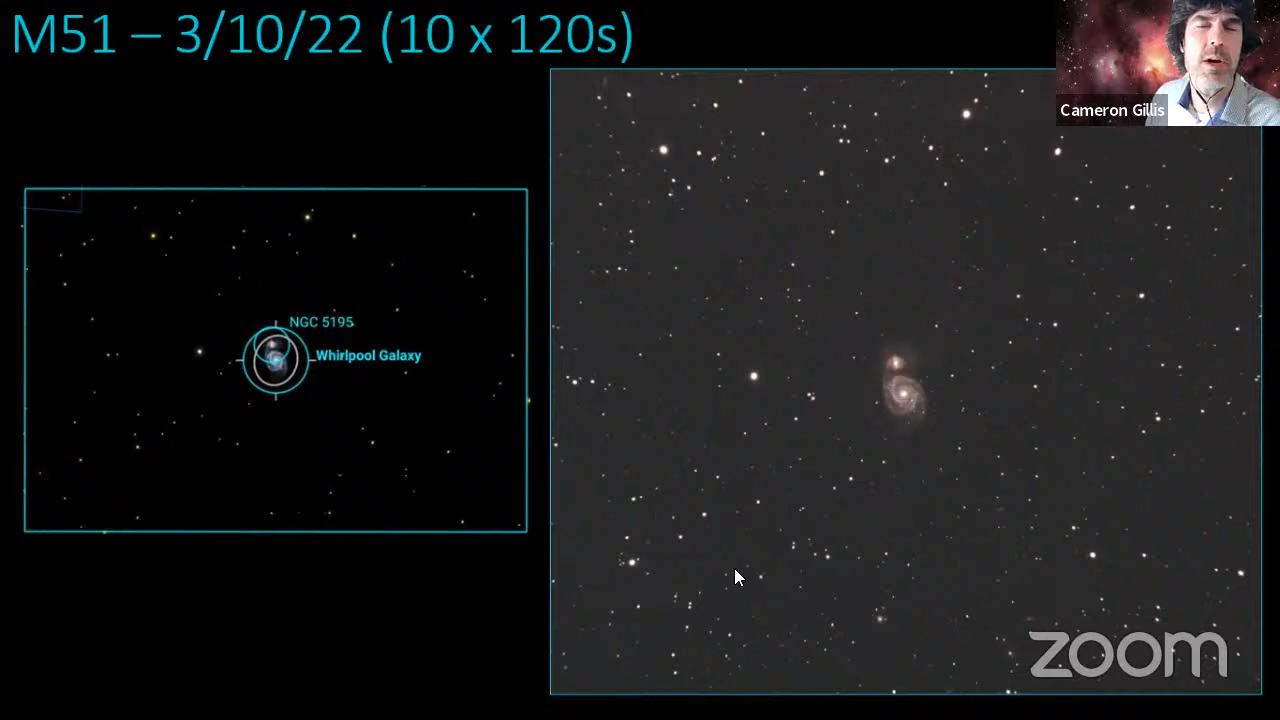 M51 – 3/10/22 (10 x 120s)
Cameron Gillis
NGC 5195
Whirlpool Galaxy
zoom